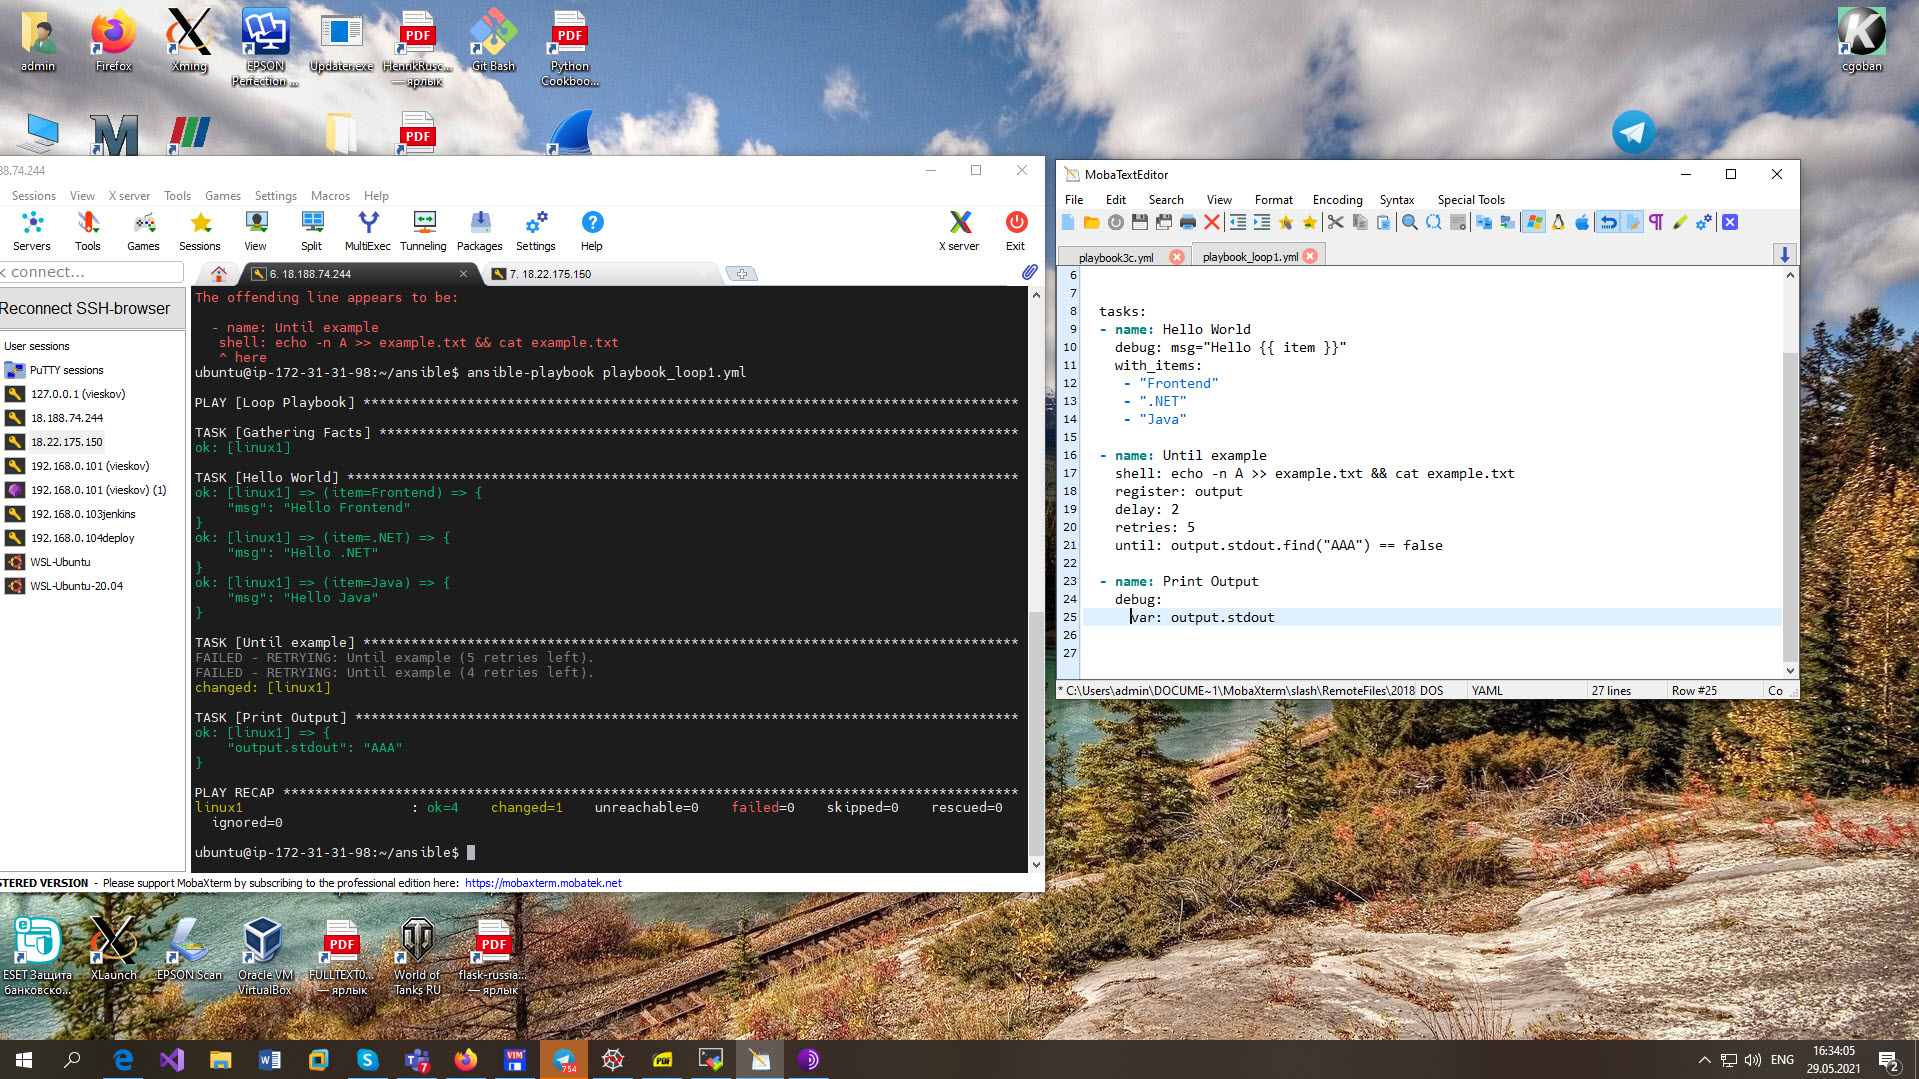 admin
Firefox
Xming
EPSON
Perfection ...
Updater.exe
HenrikRusc...
— ярлык
Git Bash
Python
Cookboo...
cgoban
PDF
PDF
PDF
38.74.244
Sessions View X server Tools Games Settings Macros Help
Servers Tools Games Sessions View Split MultiExec Tunneling Packages Settings Help X server Exit
< connect...
6. 18.188.74.244
7. 18.22.175.150
Reconnect SSH-browser
User sessions
PuTTY sessions
127.0.0.1 (vieskov)
18.188.74.244
18.22.175.150
192.168.0.101 (vieskov)
192.168.0.101 (vieskov) (1)
192.168.0.103jenkins
192.168.0.104deploy
WSL-Ubuntu
WSL-Ubuntu-20.04
The offending line appears to be:
- name: Until example
shell: echo -n A >> example.txt && cat example.txt
^ here
ubuntu@ip-172-31-31-98:~/ansible$ ansible-playbook playbook_loop1.yml
PLAY [Loop Playbook] **********************************************************************************
TASK [Gathering Facts] ********************************************************************************
ok: [linux1]
TASK [Hello World] ************************************************************************************
ok: [linux1] => (item=Frontend) => {
"msg": "Hello Frontend"
}
ok: [linux1] => (item=.NET) => {
"msg": "Hello .NET"
}
ok: [linux1] => (item=Java) => {
"msg": "Hello Java"
}
TASK [Until example] **********************************************************************************
FAILED - RETRYING: Until example (5 retries left).
FAILED - RETRYING: Until example (4 retries left).
changed: [linux1]
TASK [Print Output] ***********************************************************************************
ok: [linux1] => {
"output.stdout": "AAA"
}
PLAY RECAP ********************************************************************************************
linux1 : ok=4 changed=1 unreachable=0 failed=0 skipped=0 rescued=0
ignored=0
ubuntu@ip-172-31-31-98:~/ansible$
STERED VERSION - Please support MobaXterm by subscribing to the professional edition here: https://mobaxterm.mobatek.net
MobaTextEditor
File Edit Search View Format Encoding Syntax Special Tools
playbook3c.yml
playbook_loop1.yml
6
7
8 tasks:
9 - name: Hello World
10 debug: msg="Hello {{ item }}"
11 with_items:
12 - "Frontend"
13 - ".NET"
14 - "Java"
15
16 - name: Until example
17 shell: echo -n A >> example.txt && cat example.txt
18 register: output
19 delay: 2
20 retries: 5
21 until: output.stdout.find("AAA") == false
22
23 - name: Print Output
24 debug:
25 var: output.stdout
26
27
* C:\Users\admin\DOCUME~1\MobaXterm\slash\RemoteFiles\2018 DOS YAML 27 lines Row #25 Co
PDF
PDF
ESET Защита
банковско...
XLaunch
EPSON Scan
Oracle VM
VirtualBox
FULLTEXT0...
— ярлык
World of
Tanks RU
flask-russia...
— ярлык
7
VIM
754
PDF
ENG
16:34:05
29.05.2021
2